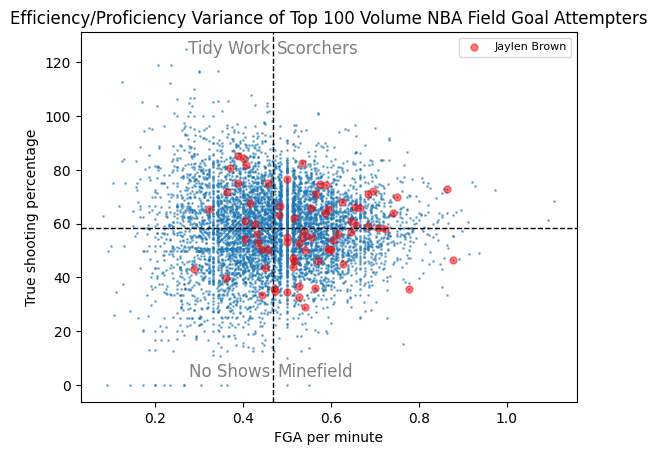 Efficiency/Proficiency Variance of Top 100 Volume NBA Field Goal Attempters
Tidy Work Scorchers
Jaylen Brown
120
100
80
60
40
20
0
True shooting percentage
No Shows Minefield
0.2 0.4 0.6 0.8 1.0
FGA per minute